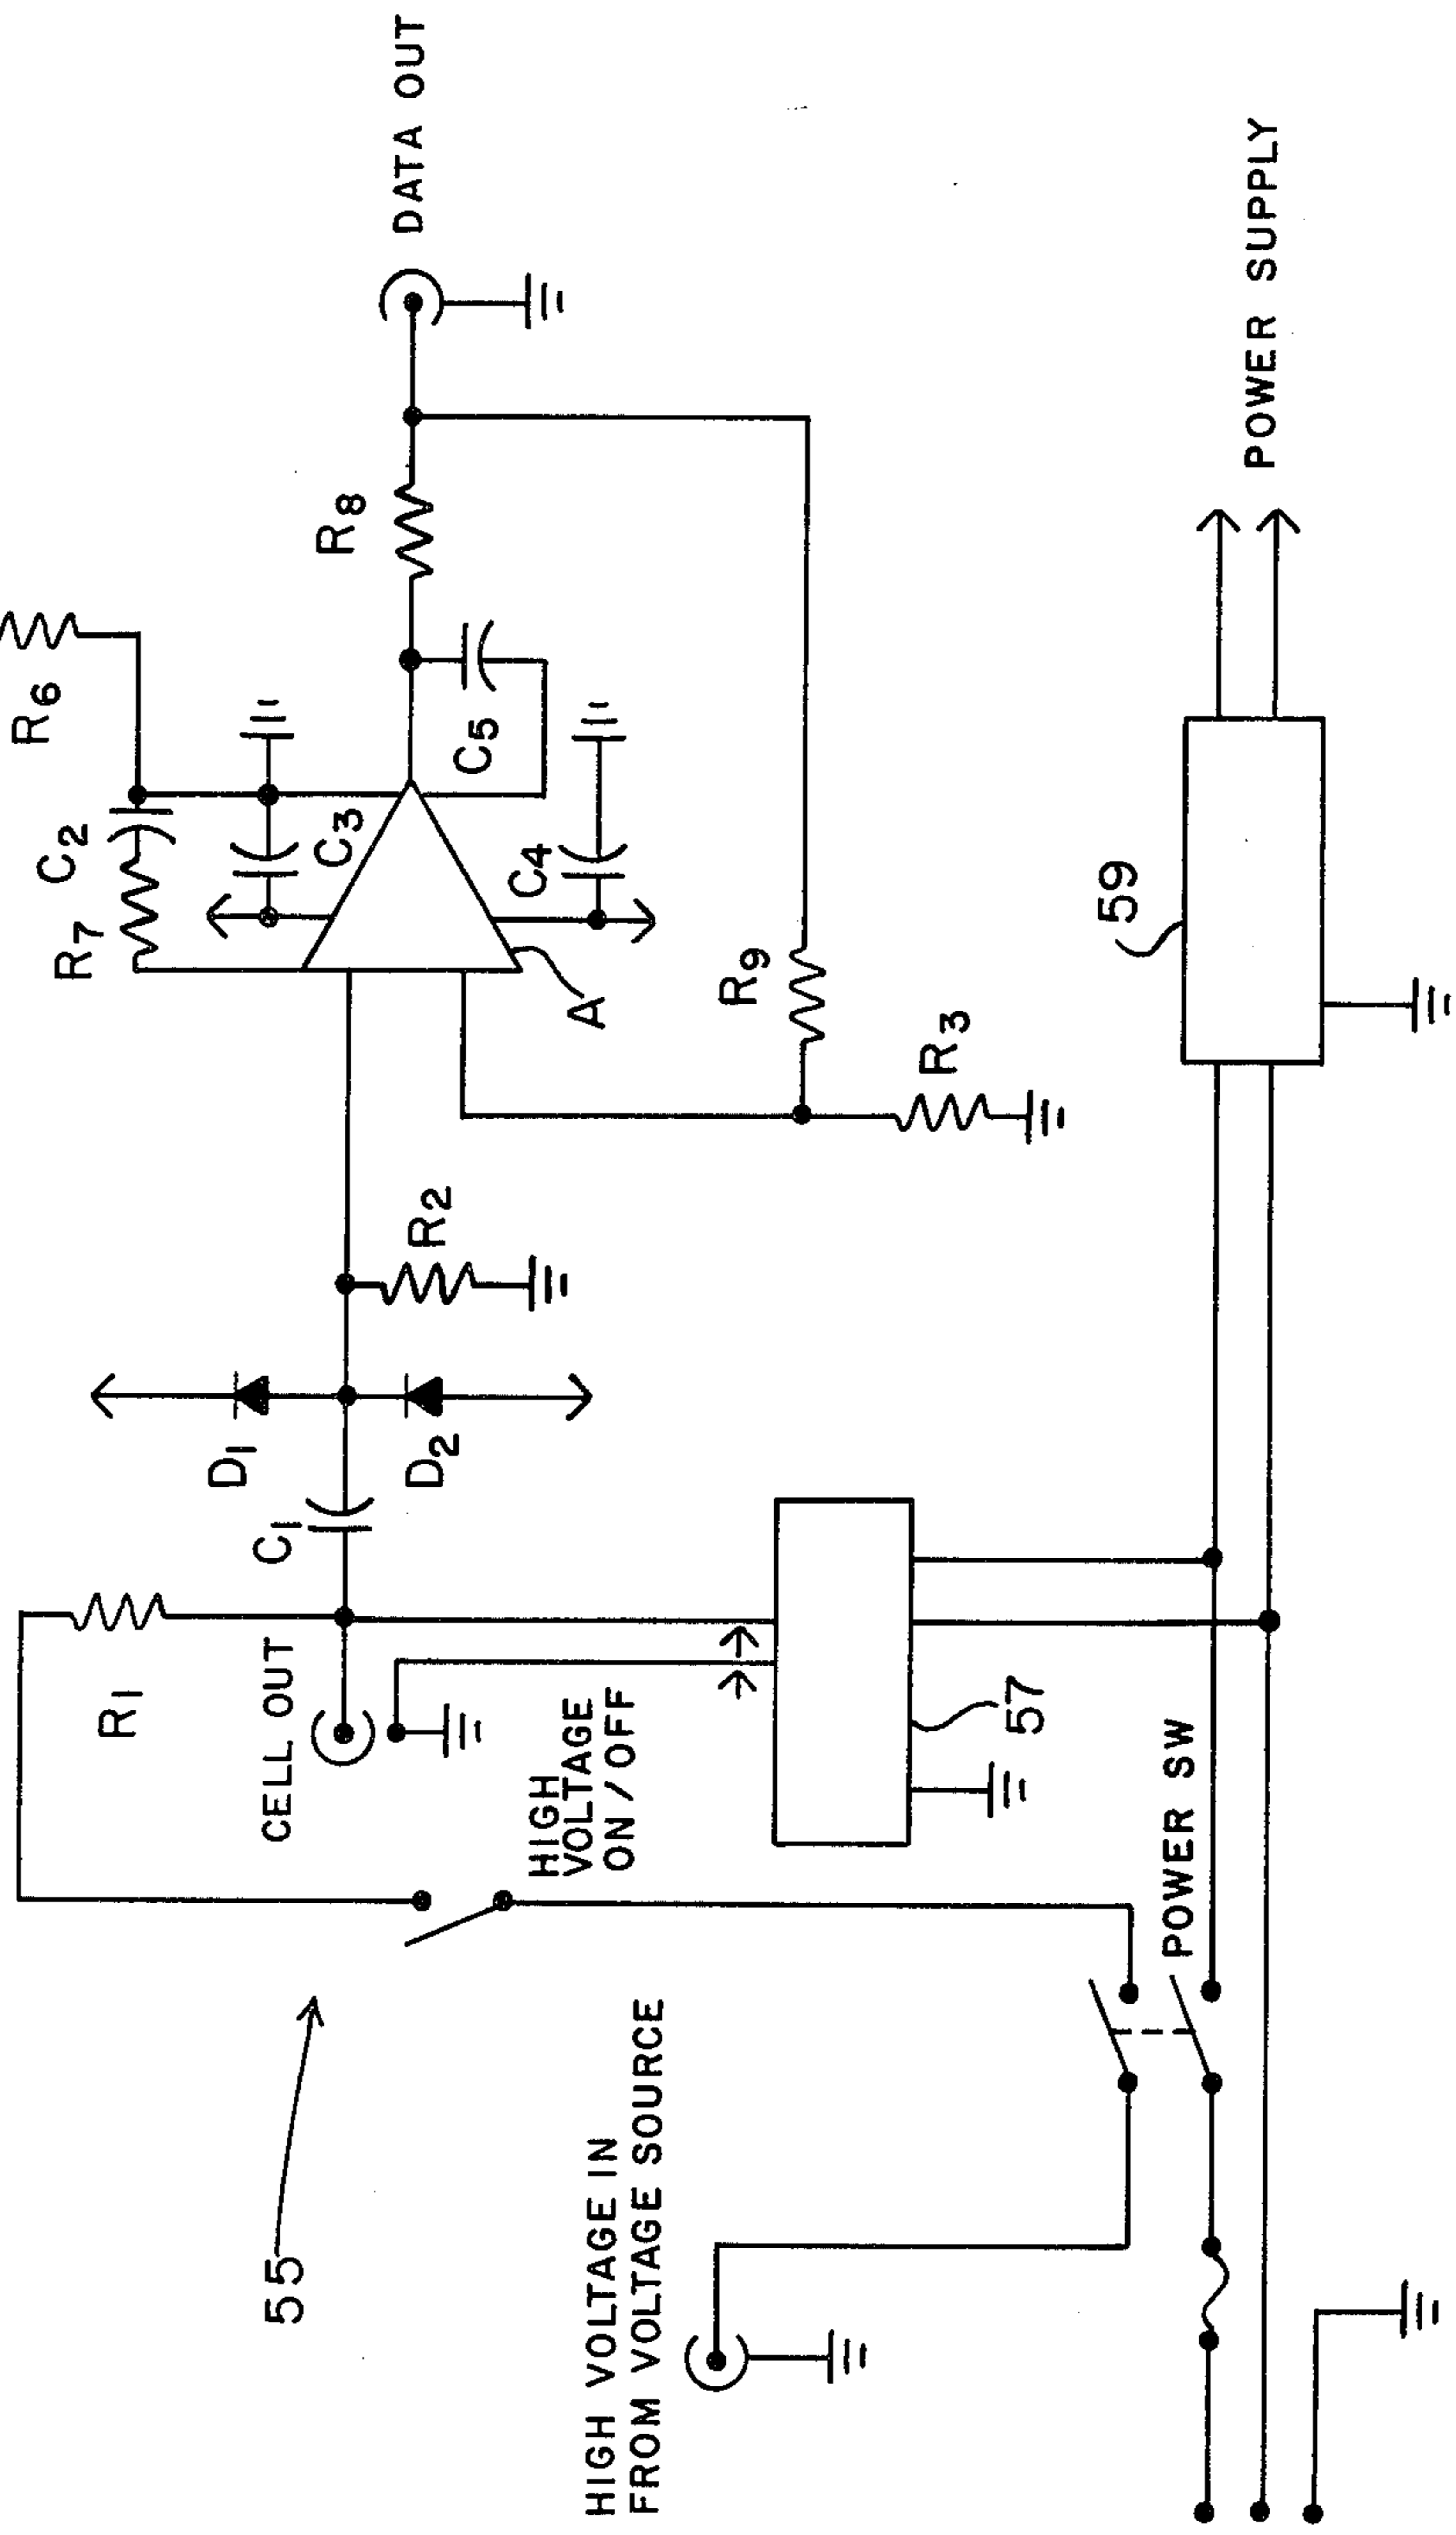 55
HIGH VOLTAGE IN
FROM VOLTAGE SOURCE
R1
CELL OUT
HIGH
VOLTAGE
ON/OFF
POWER SW
57
C1
D1
D2
R2
R3
R9
A
R7
C2
R6
C3
C4
C5
R8
DATA OUT
59
POWER SUPPLY